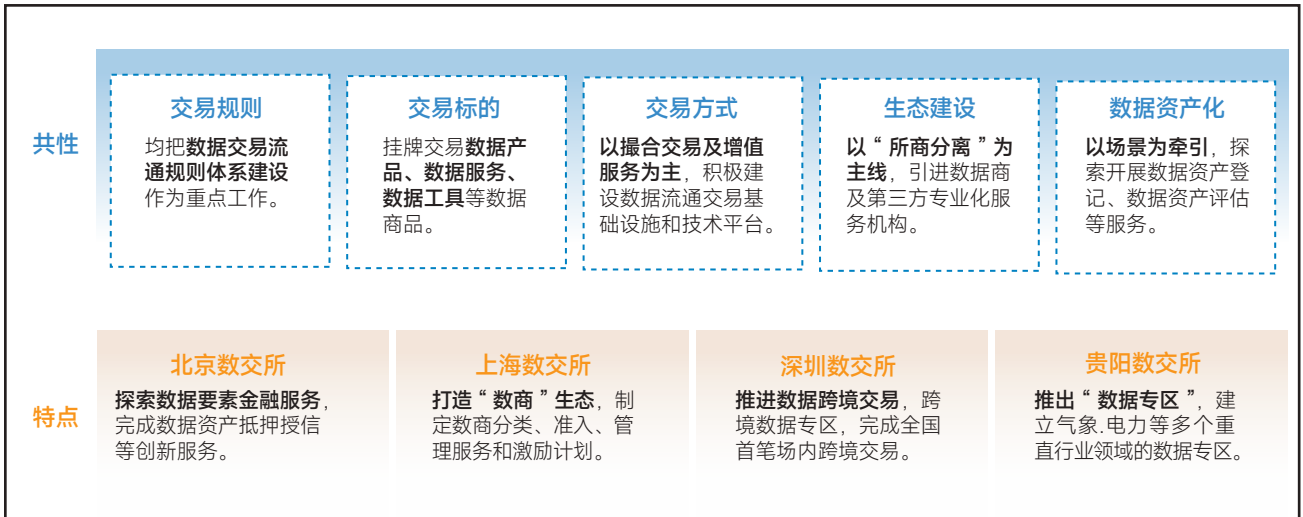 共性
交易规则
均把数据交易流
通规则体系建设
作为重点工作。
交易标的
挂牌交易数据产
品、数据服务、
数据工具等数据
商品。
交易方式
以撮合交易及增值
服务为主，积极建
设数据流通交易基
础设施和技术平台。
生态建设
以“所商分离”为
主线，引进数据商
及第三方专业化服
务机构。
数据资产化
以场景为牵引，探
索开展数据资产登
记、数据资产评估
等服务。
特点
北京数交所
探索数据要素金融服务，
完成数据资产抵押授信
等创新服务。
上海数交所
打造“数商”生态，制
定数商分类、准入、管
理服务和激励计划。
深圳数交所
推进数据跨境交易，跨
境数据专区，完成全国
首笔场内跨境交易。
贵阳数交所
推出“数据专区”，建
立气象.电力等多个重
直行业领域的数据专区。